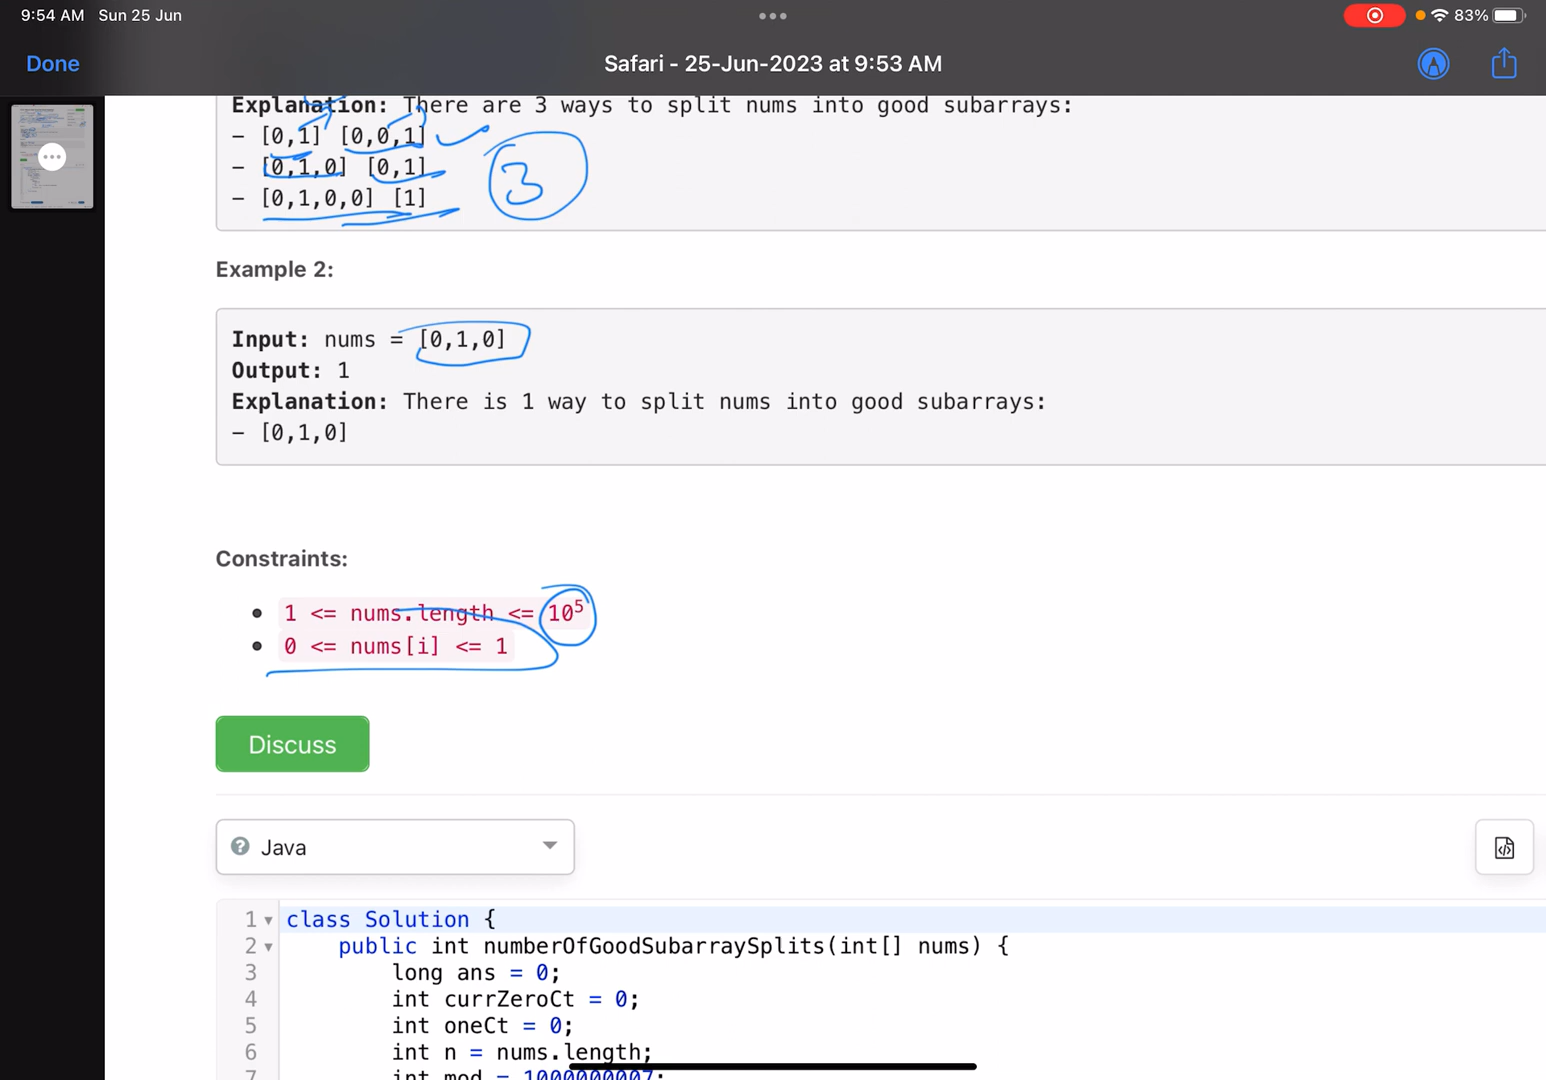 9:54 AM Sun 25 Jun
83%
Done
Safari - 25-Jun-2023 at 9:53 AM
Explanation: There are 3 ways to split nums into good subarrays:
- [0,1] [0,0,1]
- [0,1,0] [0,1]
- [0,1,0,0] [1]
3
Example 2:
Input: nums = [0,1,0]
Output: 1
Explanation: There is 1 way to split nums into good subarrays:
- [0,1,0]
Constraints:
• 1 <= nums.length <= 10⁵
• 0 <= nums[i] <= 1
Discuss
? Java
1 class Solution {
2 public int numberOfGoodSubarraySplits(int[] nums) {
3 long ans = 0;
4 int currZeroCt = 0;
5 int oneCt = 0;
6 int n = nums.length;
7 int mod = 1000000007;